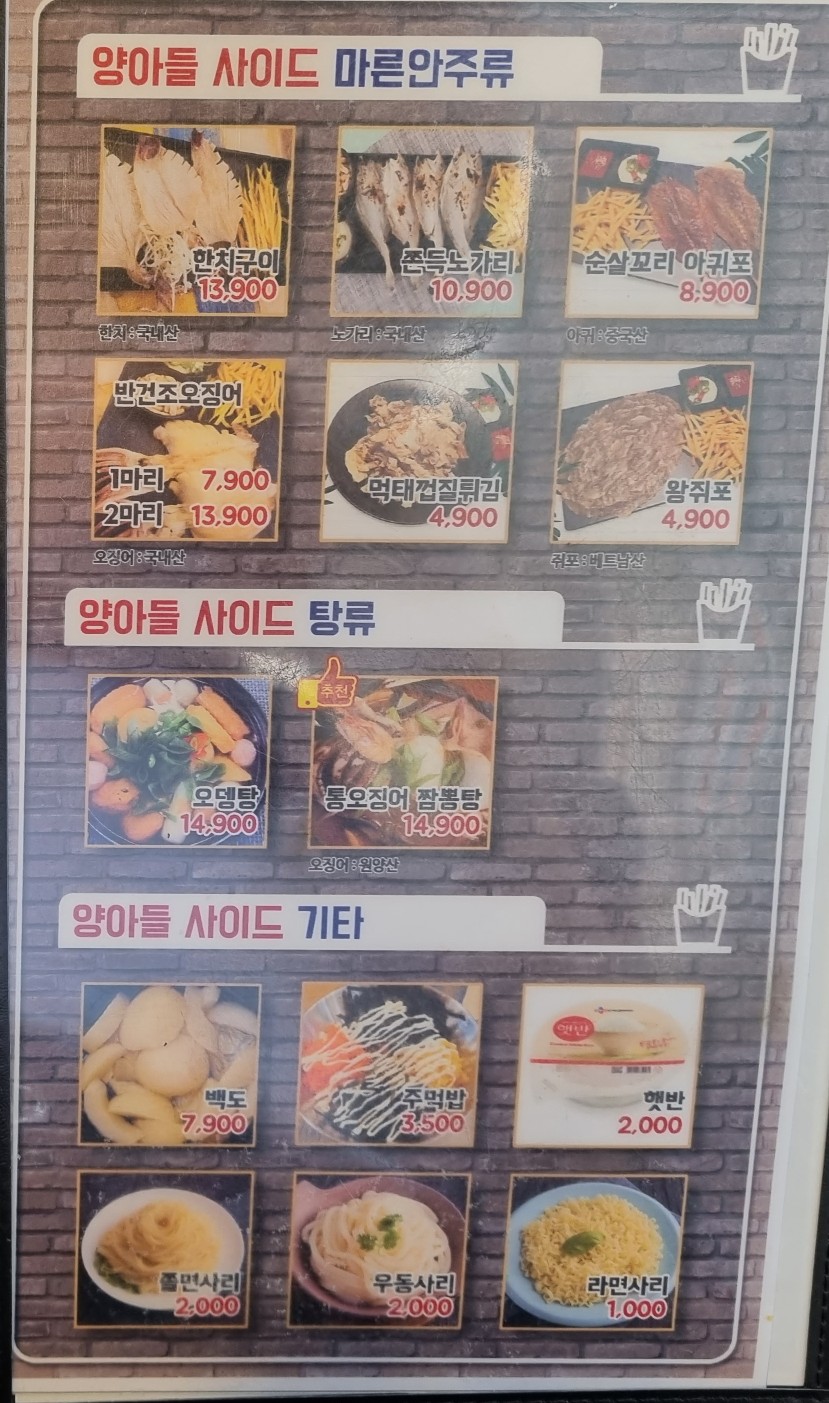 양아들 사이드 마른안주류
한치구이
13,900
한치 : 국내산
쫀득노가리
10,900
노가리 : 국내산
순살꼬리 아귀포
8,900
아귀 : 중국산
반건조오징어
1마리 7,900
2마리 13,900
오징어 : 국내산
먹태껍질튀김
4,900
왕쥐포
4,900
쥐포 : 베트남산
양아들 사이드 탕류
오뎅탕
14,900
추천
통오징어 짬뽕탕
14,900
오징어 : 원양산
양아들 사이드 기타
백도
7,900
주먹밥
3,500
햇반
햇반
2,000
쫄면사리
2,000
우동사리
2,000
라면사리
1,000